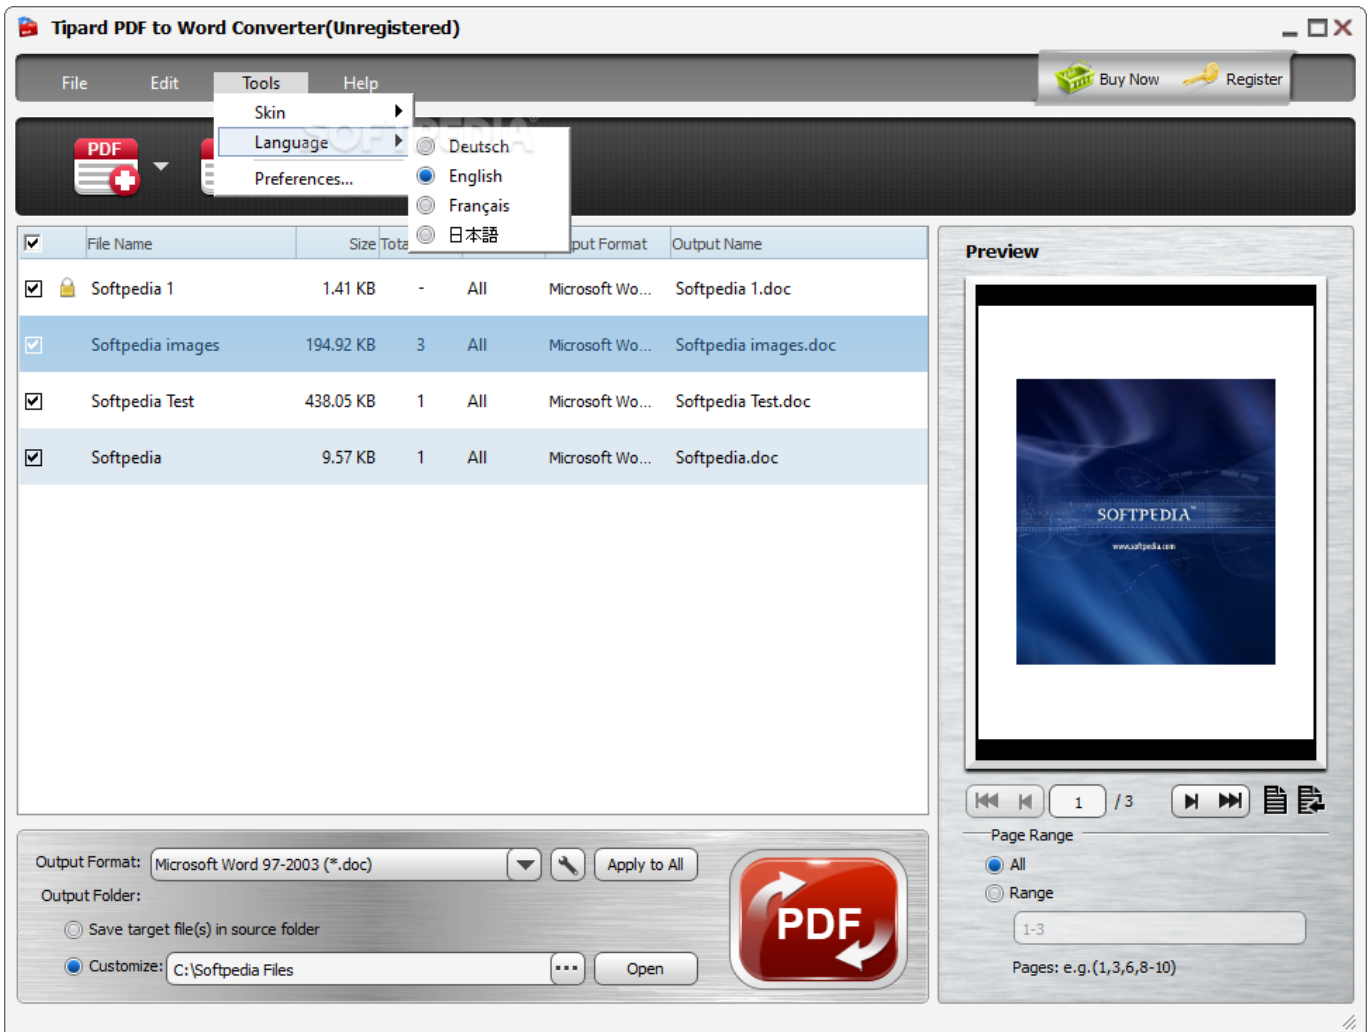 Tipard PDF to Word Converter(Unregistered)
File Edit Tools Help
Buy Now Register
Skin
Language
Preferences...
Deutsch
English
Français
日本語
SOFTPEDIA
PDF
File Name Size Tota put Format Output Name
Softpedia 1 1.41 KB - All Microsoft Wo... Softpedia 1.doc
Softpedia images 194.92 KB 3 All Microsoft Wo... Softpedia images.doc
Softpedia Test 438.05 KB 1 All Microsoft Wo... Softpedia Test.doc
Softpedia 9.57 KB 1 All Microsoft Wo... Softpedia.doc
Preview
SOFTPEDIA™
www.softpedia.com
1 / 3
Page Range
All
Range
1-3
Pages: e.g.(1,3,6,8-10)
Output Format: Microsoft Word 97-2003 (*.doc) Apply to All
Output Folder:
Save target file(s) in source folder
Customize: C:\Softpedia Files ... Open
PDF